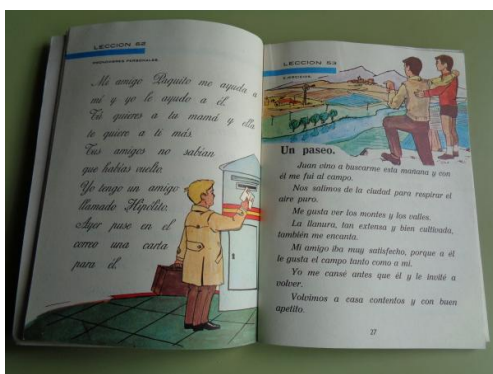 LECCION 52
PRONOMBRES PERSONALES
Mi amigo Paquito me ayuda a
mí y yo le ayudo a él.
Tú quieres a tu mamá y ella
te quiere a ti más.
Tus amigos no sabían
que habías vuelto.
Yo tengo un amigo
llamado Hipólito.
Ayer puse en el
correo una carta
para él.
LECCION 53
Un paseo.
Juan vino a buscarme esta mañana y con
él me fui al campo.
Nos salimos de la ciudad para respirar el
aire puro.
Me gusta ver los montes y los valles.
La llanura, tan extensa y bien cultivada,
también me encanta.
Mi amigo iba muy satisfecho, porque a él
le gusta el campo tanto como a mí.
Yo me cansé antes que él y le invité a
volver.
Volvimos a casa contentos y con buen
apetito.
27